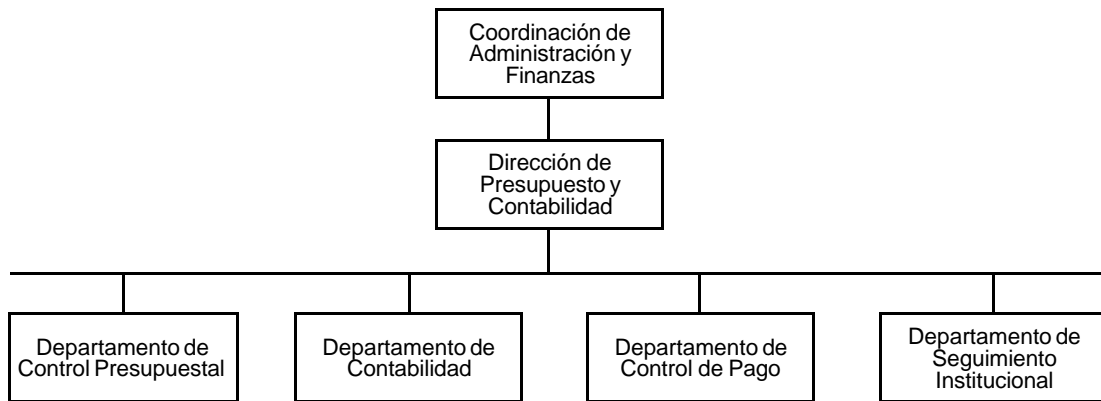 Coordinación de
Administración y
Finanzas
Dirección de
Presupuesto y
Contabilidad
Departamento de
Control Presupuestal
Departamento de
Contabilidad
Departamento de
Control de Pago
Departamento de
Seguimiento
Institucional